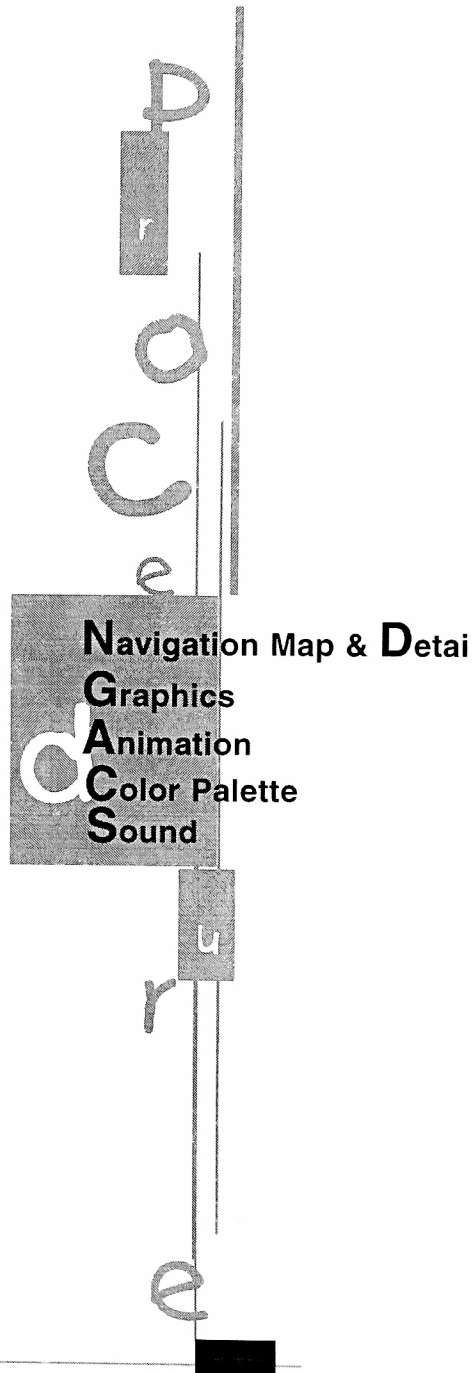 P
r
o
C
e
d
u
r
e
Navigation Map & Detai
Graphics
Animation
Color Palette
Sound